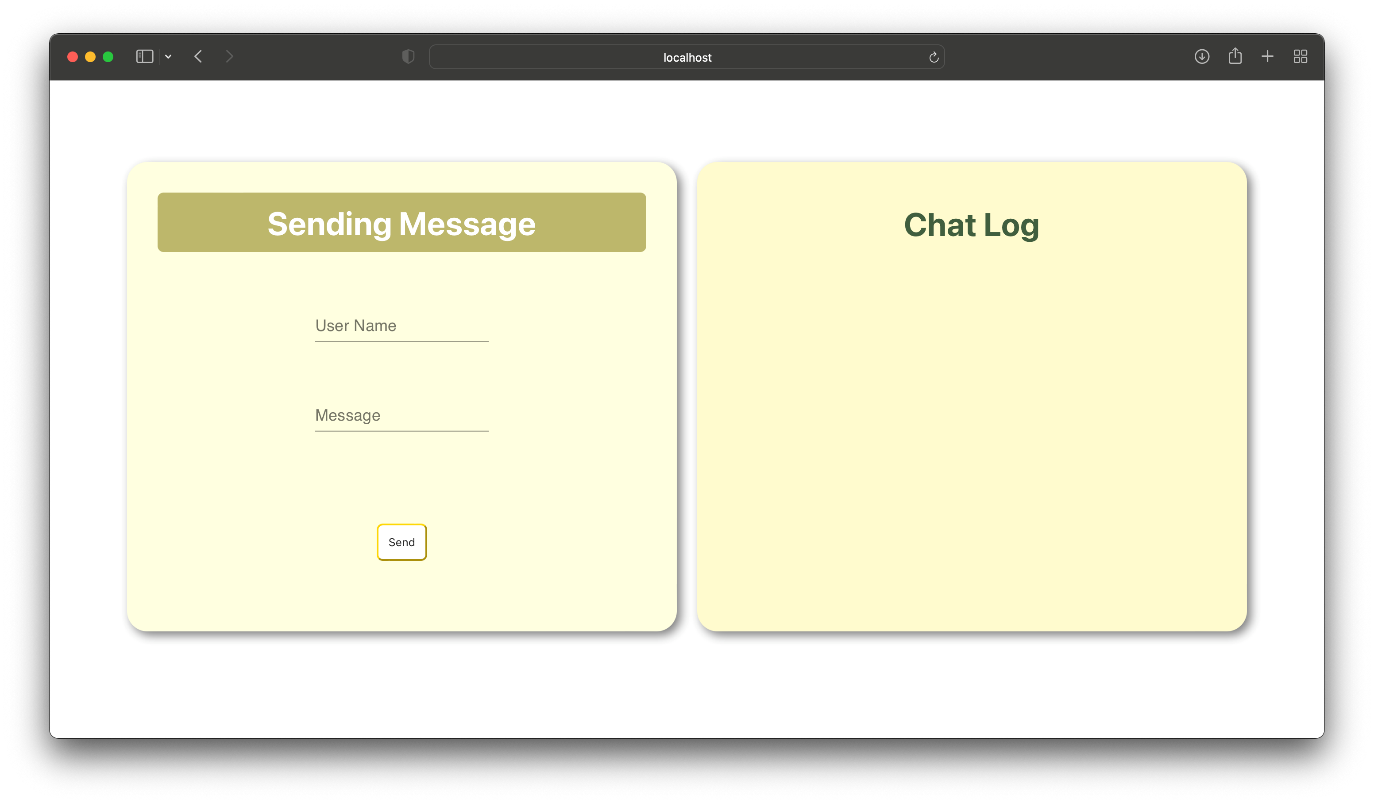 localhost
Sending Message
User Name
Message
Send
Chat Log